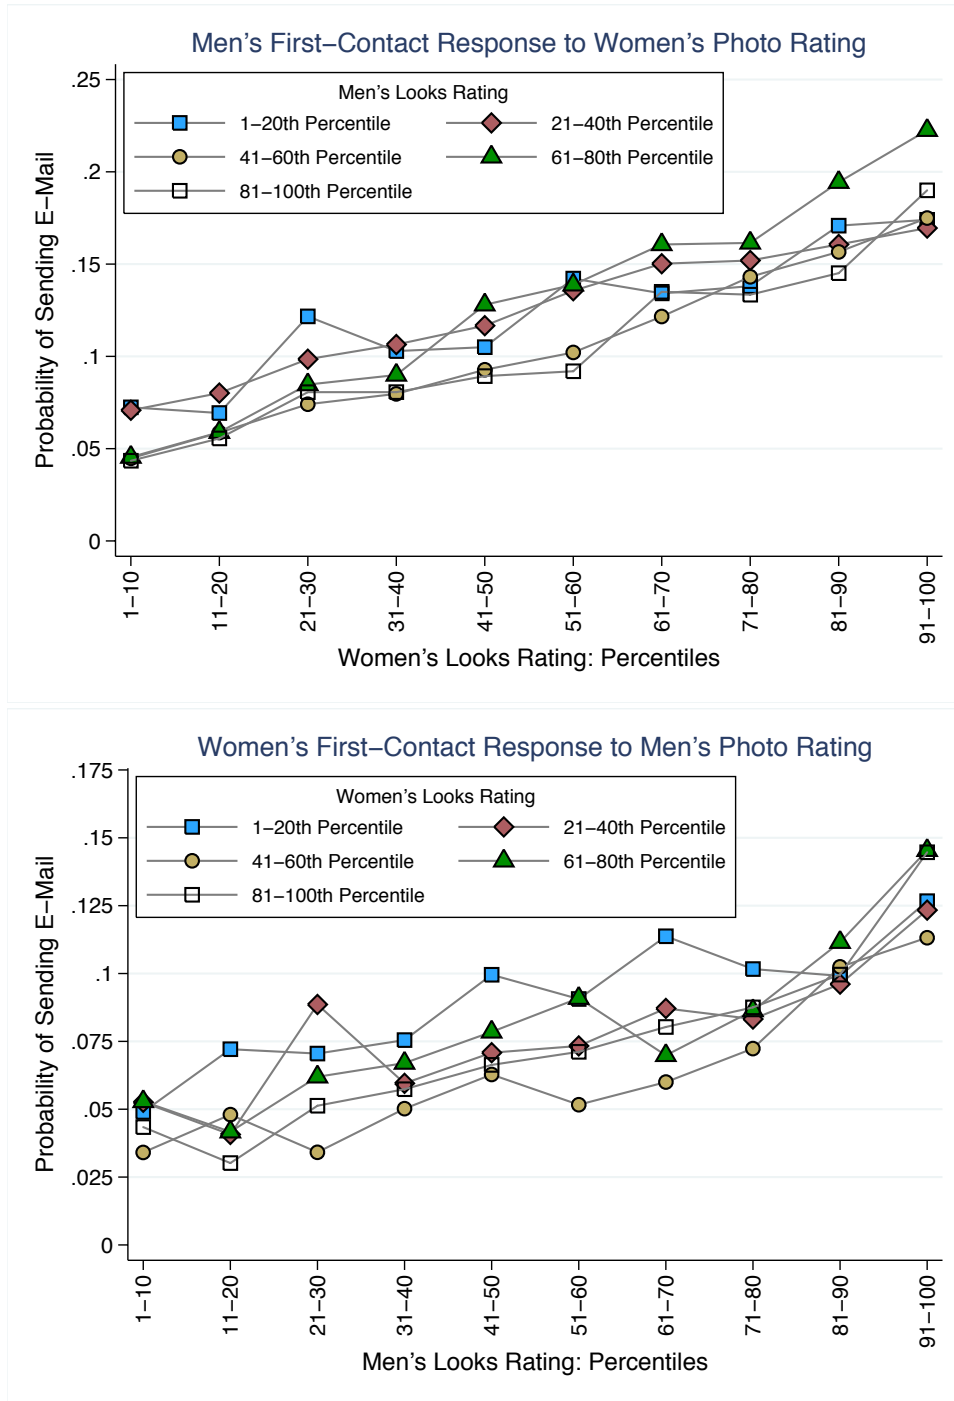 Men’s First−Contact Response to Women’s Photo Rating
Probability of Sending E−Mail
.25
.2
.15
.1
.05
0
Men’s Looks Rating
1−20th Percentile
21−40th Percentile
41−60th Percentile
61−80th Percentile
81−100th Percentile
1−10
11−20
21−30
31−40
41−50
51−60
61−70
71−80
81−90
91−100
Women’s Looks Rating: Percentiles
Women’s First−Contact Response to Men’s Photo Rating
Probability of Sending E−Mail
.175
.15
.125
.1
.075
.05
.025
0
Women’s Looks Rating
1−20th Percentile
21−40th Percentile
41−60th Percentile
61−80th Percentile
81−100th Percentile
1−10
11−20
21−30
31−40
41−50
51−60
61−70
71−80
81−90
91−100
Men’s Looks Rating: Percentiles